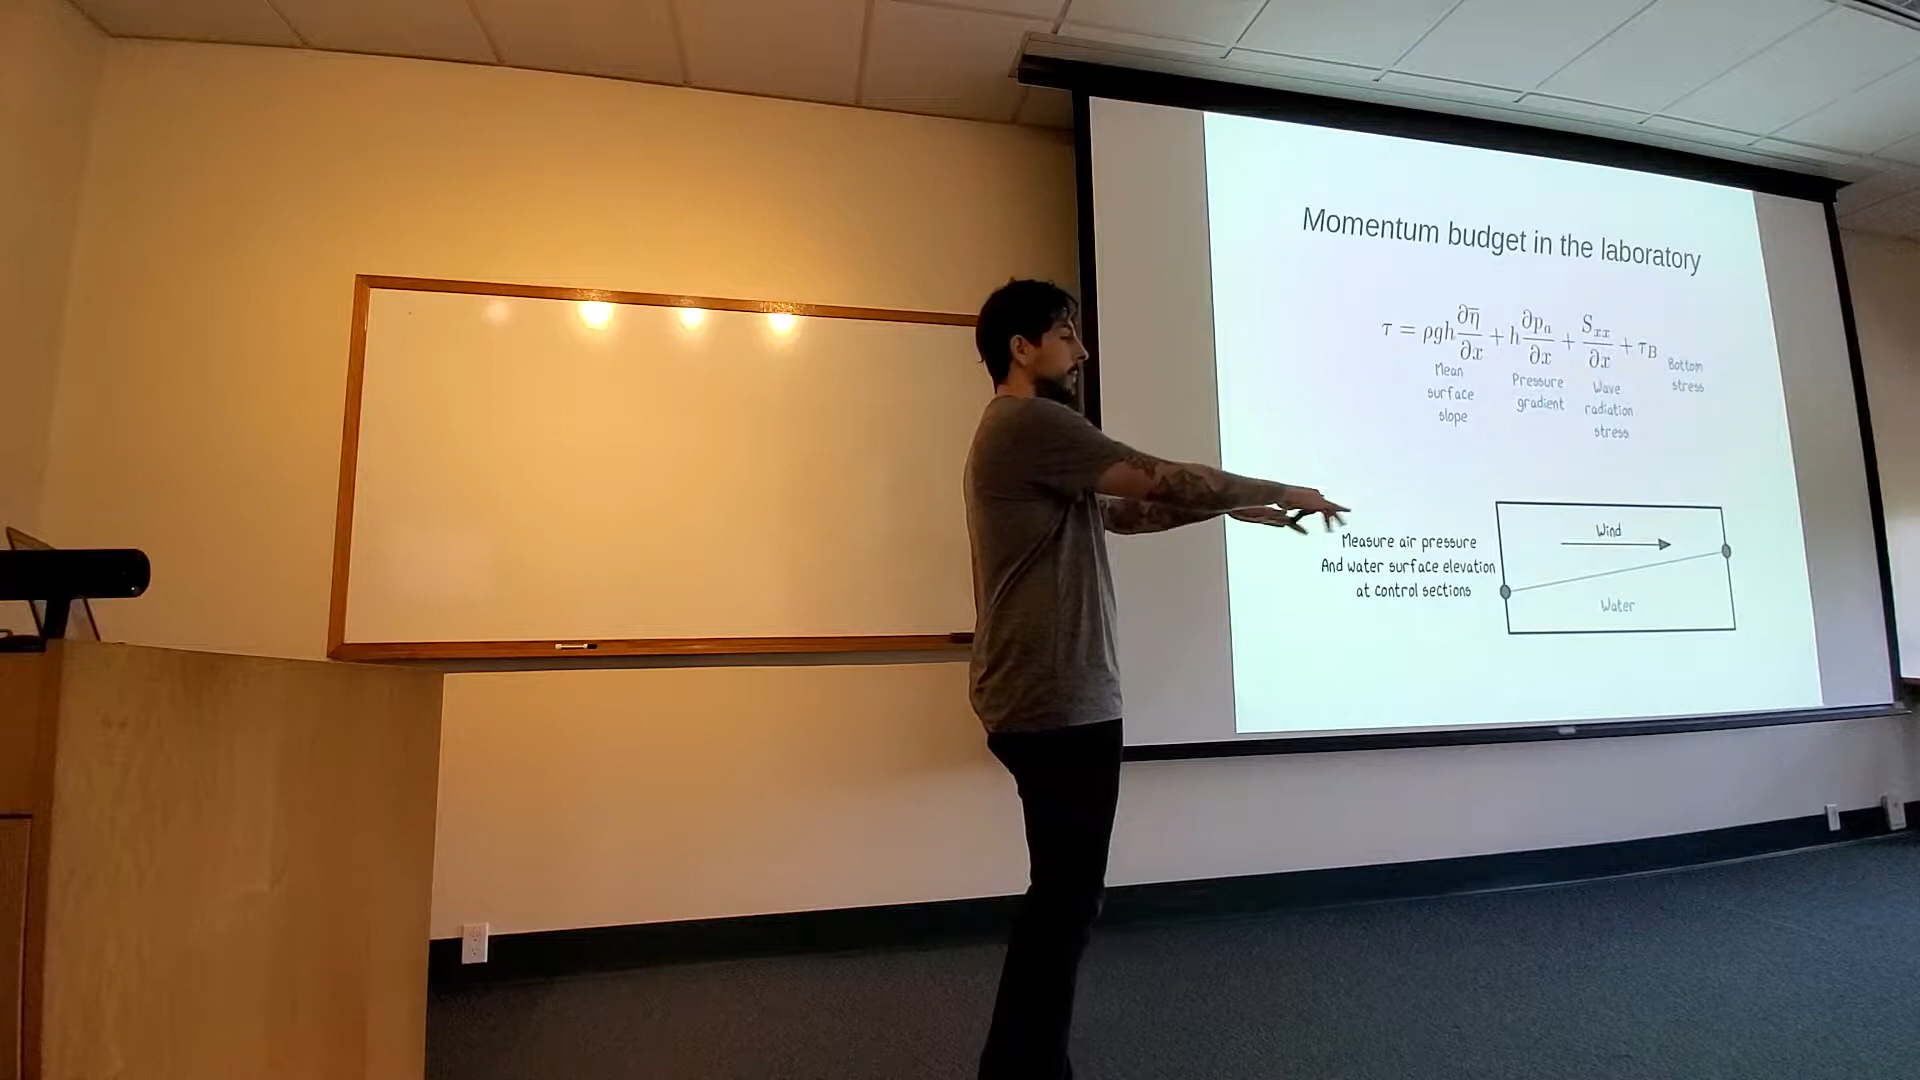 Momentum budget in the laboratory
τ = ρgh ∂η̅/∂x + h ∂pₐ/∂x + Sₓₓ/∂x + τ_B
Mean
surface
slope
Pressure
gradient
Wave
radiation
stress
Bottom
stress
Measure air pressure
And water surface elevation
at control sections
Wind
Water